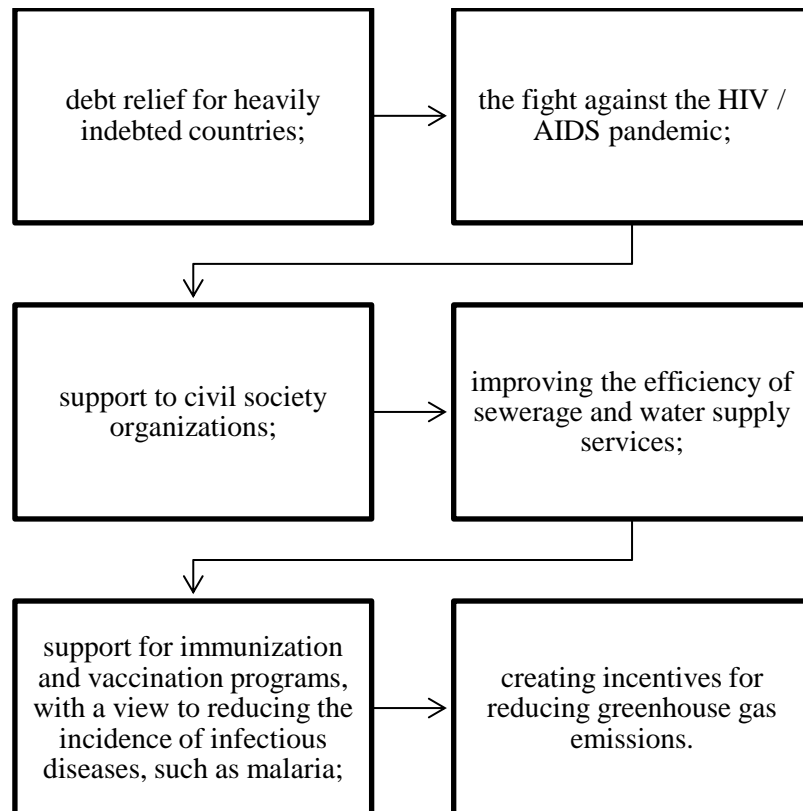 debt relief for heavily
indebted countries;
the fight against the HIV /
AIDS pandemic;
support to civil society
organizations;
improving the efficiency of
sewerage and water supply
services;
support for immunization
and vaccination programs,
with a view to reducing the
incidence of infectious
diseases, such as malaria;
creating incentives for
reducing greenhouse gas
emissions.